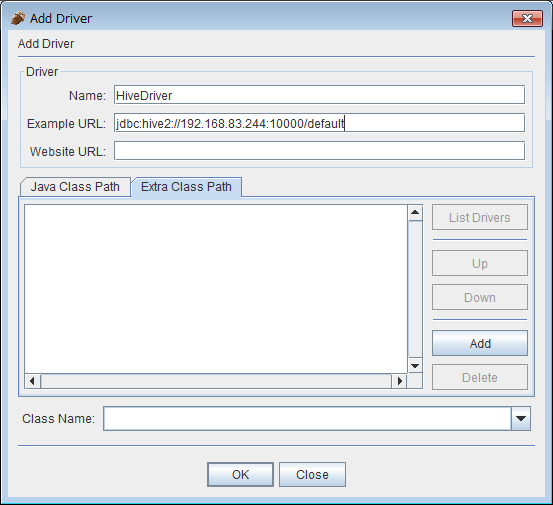 Add Driver
Add Driver
Driver
Name: HiveDriver
Example URL: jdbc:hive2://192.168.83.244:10000/default
Website URL:
Java Class Path Extra Class Path
List Drivers
Up
Down
Add
Delete
Class Name:
OK Close